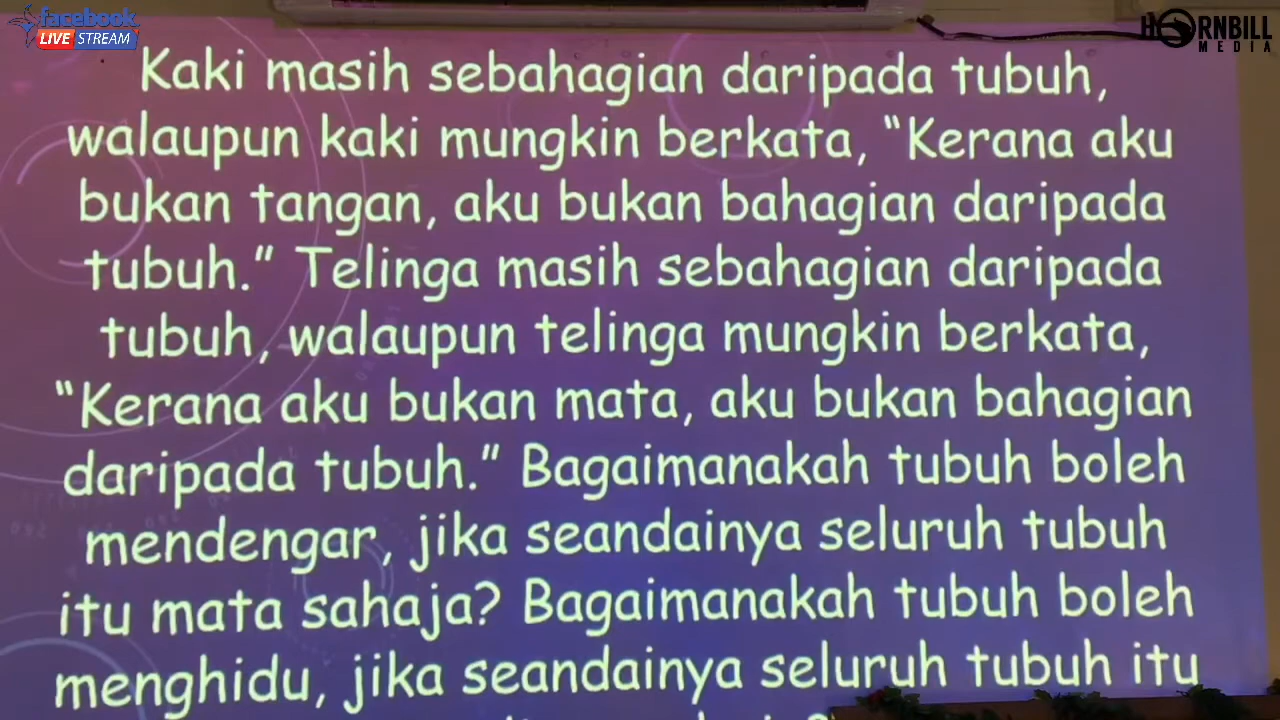 facebook
LIVE STREAM
HORNBILL
MEDIA
Kaki masih sebahagian daripada tubuh,
walaupun kaki mungkin berkata, “Kerana aku
bukan tangan, aku bukan bahagian daripada
tubuh.” Telinga masih sebahagian daripada
tubuh, walaupun telinga mungkin berkata,
“Kerana aku bukan mata, aku bukan bahagian
daripada tubuh.” Bagaimanakah tubuh boleh
mendengar, jika seandainya seluruh tubuh
itu mata sahaja? Bagaimanakah tubuh boleh
menghidu, jika seandainya seluruh tubuh itu